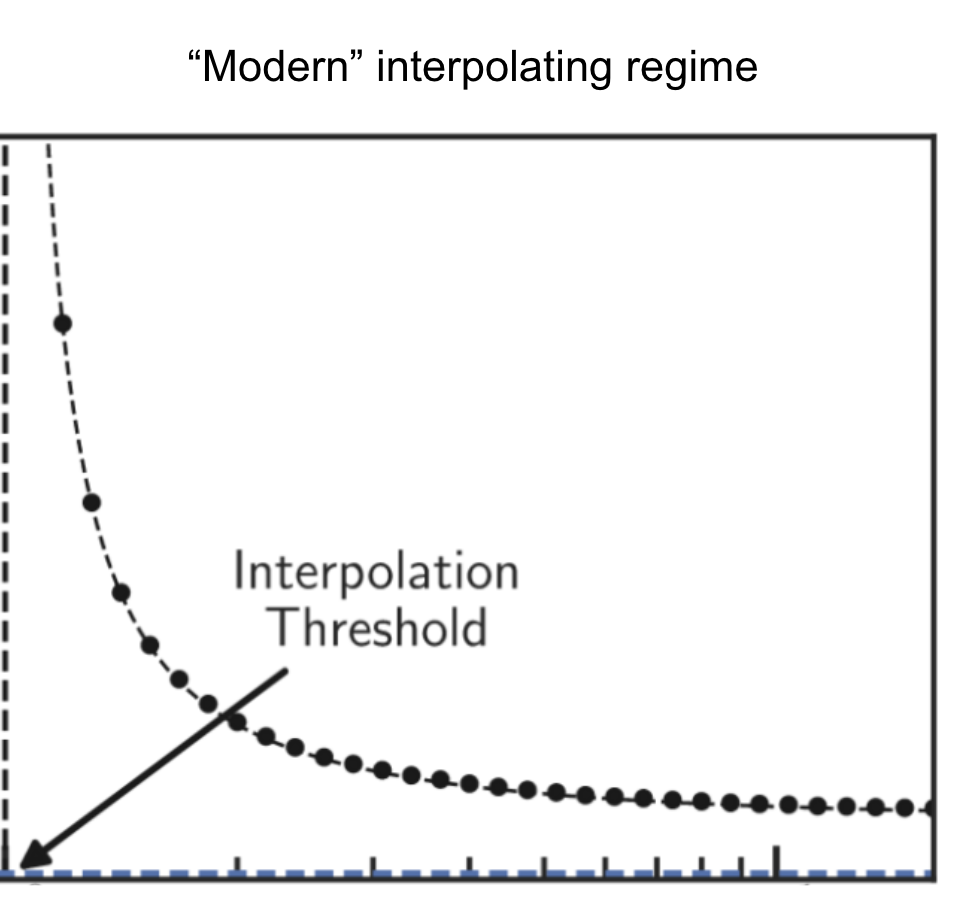 “Modern” interpolating regime
Interpolation
Threshold